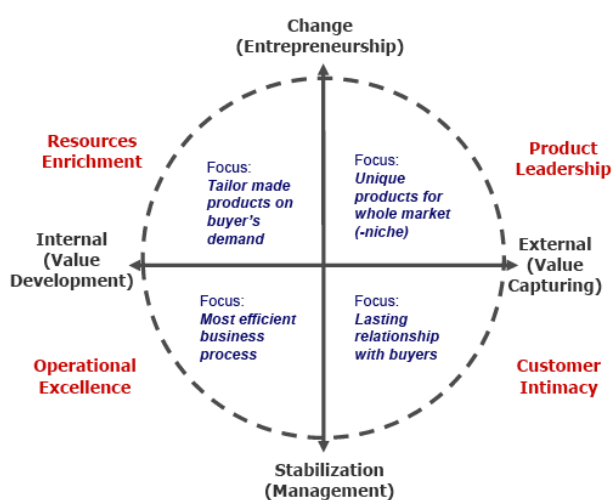 Change
(Entrepreneurship)
Resources
Enrichment
Product
Leadership
Focus:
Tailor made
products on
buyer's
demand
Focus:
Unique
products for
whole market
(-niche)
Internal
(Value
Development)
External
(Value
Capturing)
Focus:
Most efficient
business
process
Focus:
Lasting
relationship
with buyers
Operational
Excellence
Customer
Intimacy
Stabilization
(Management)